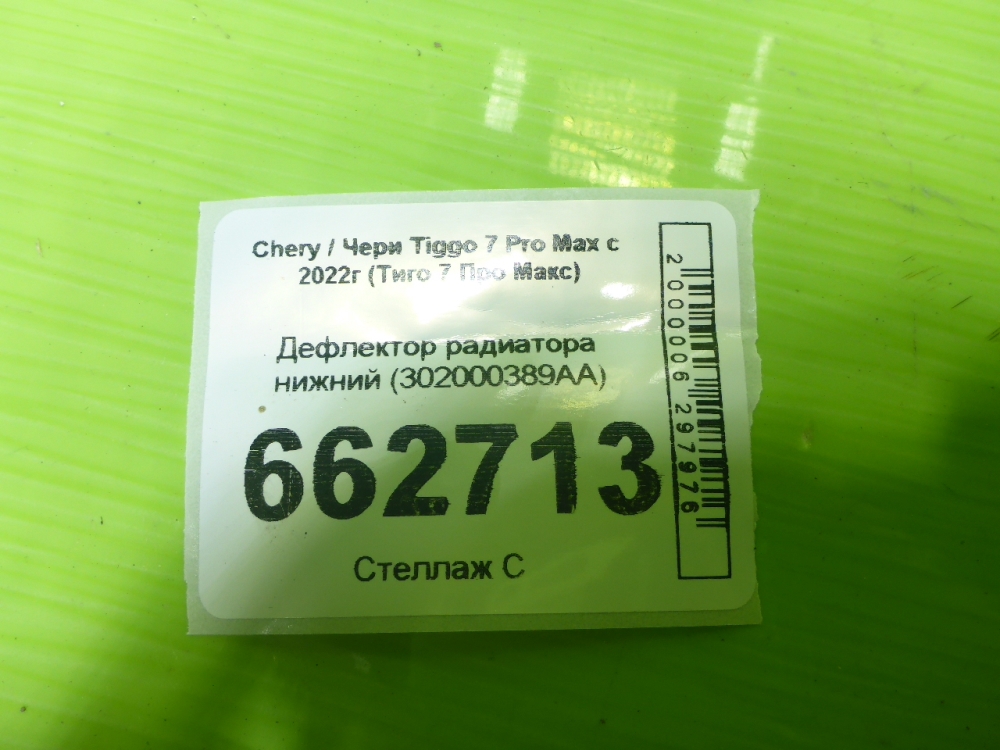 Chery / Чери Tiggo 7 Pro Max с
2022г (Тиго 7 Про Макс)
Дефлектор радиатора
нижний (302000389AA)
662713
Стеллаж С
2 000006 297976